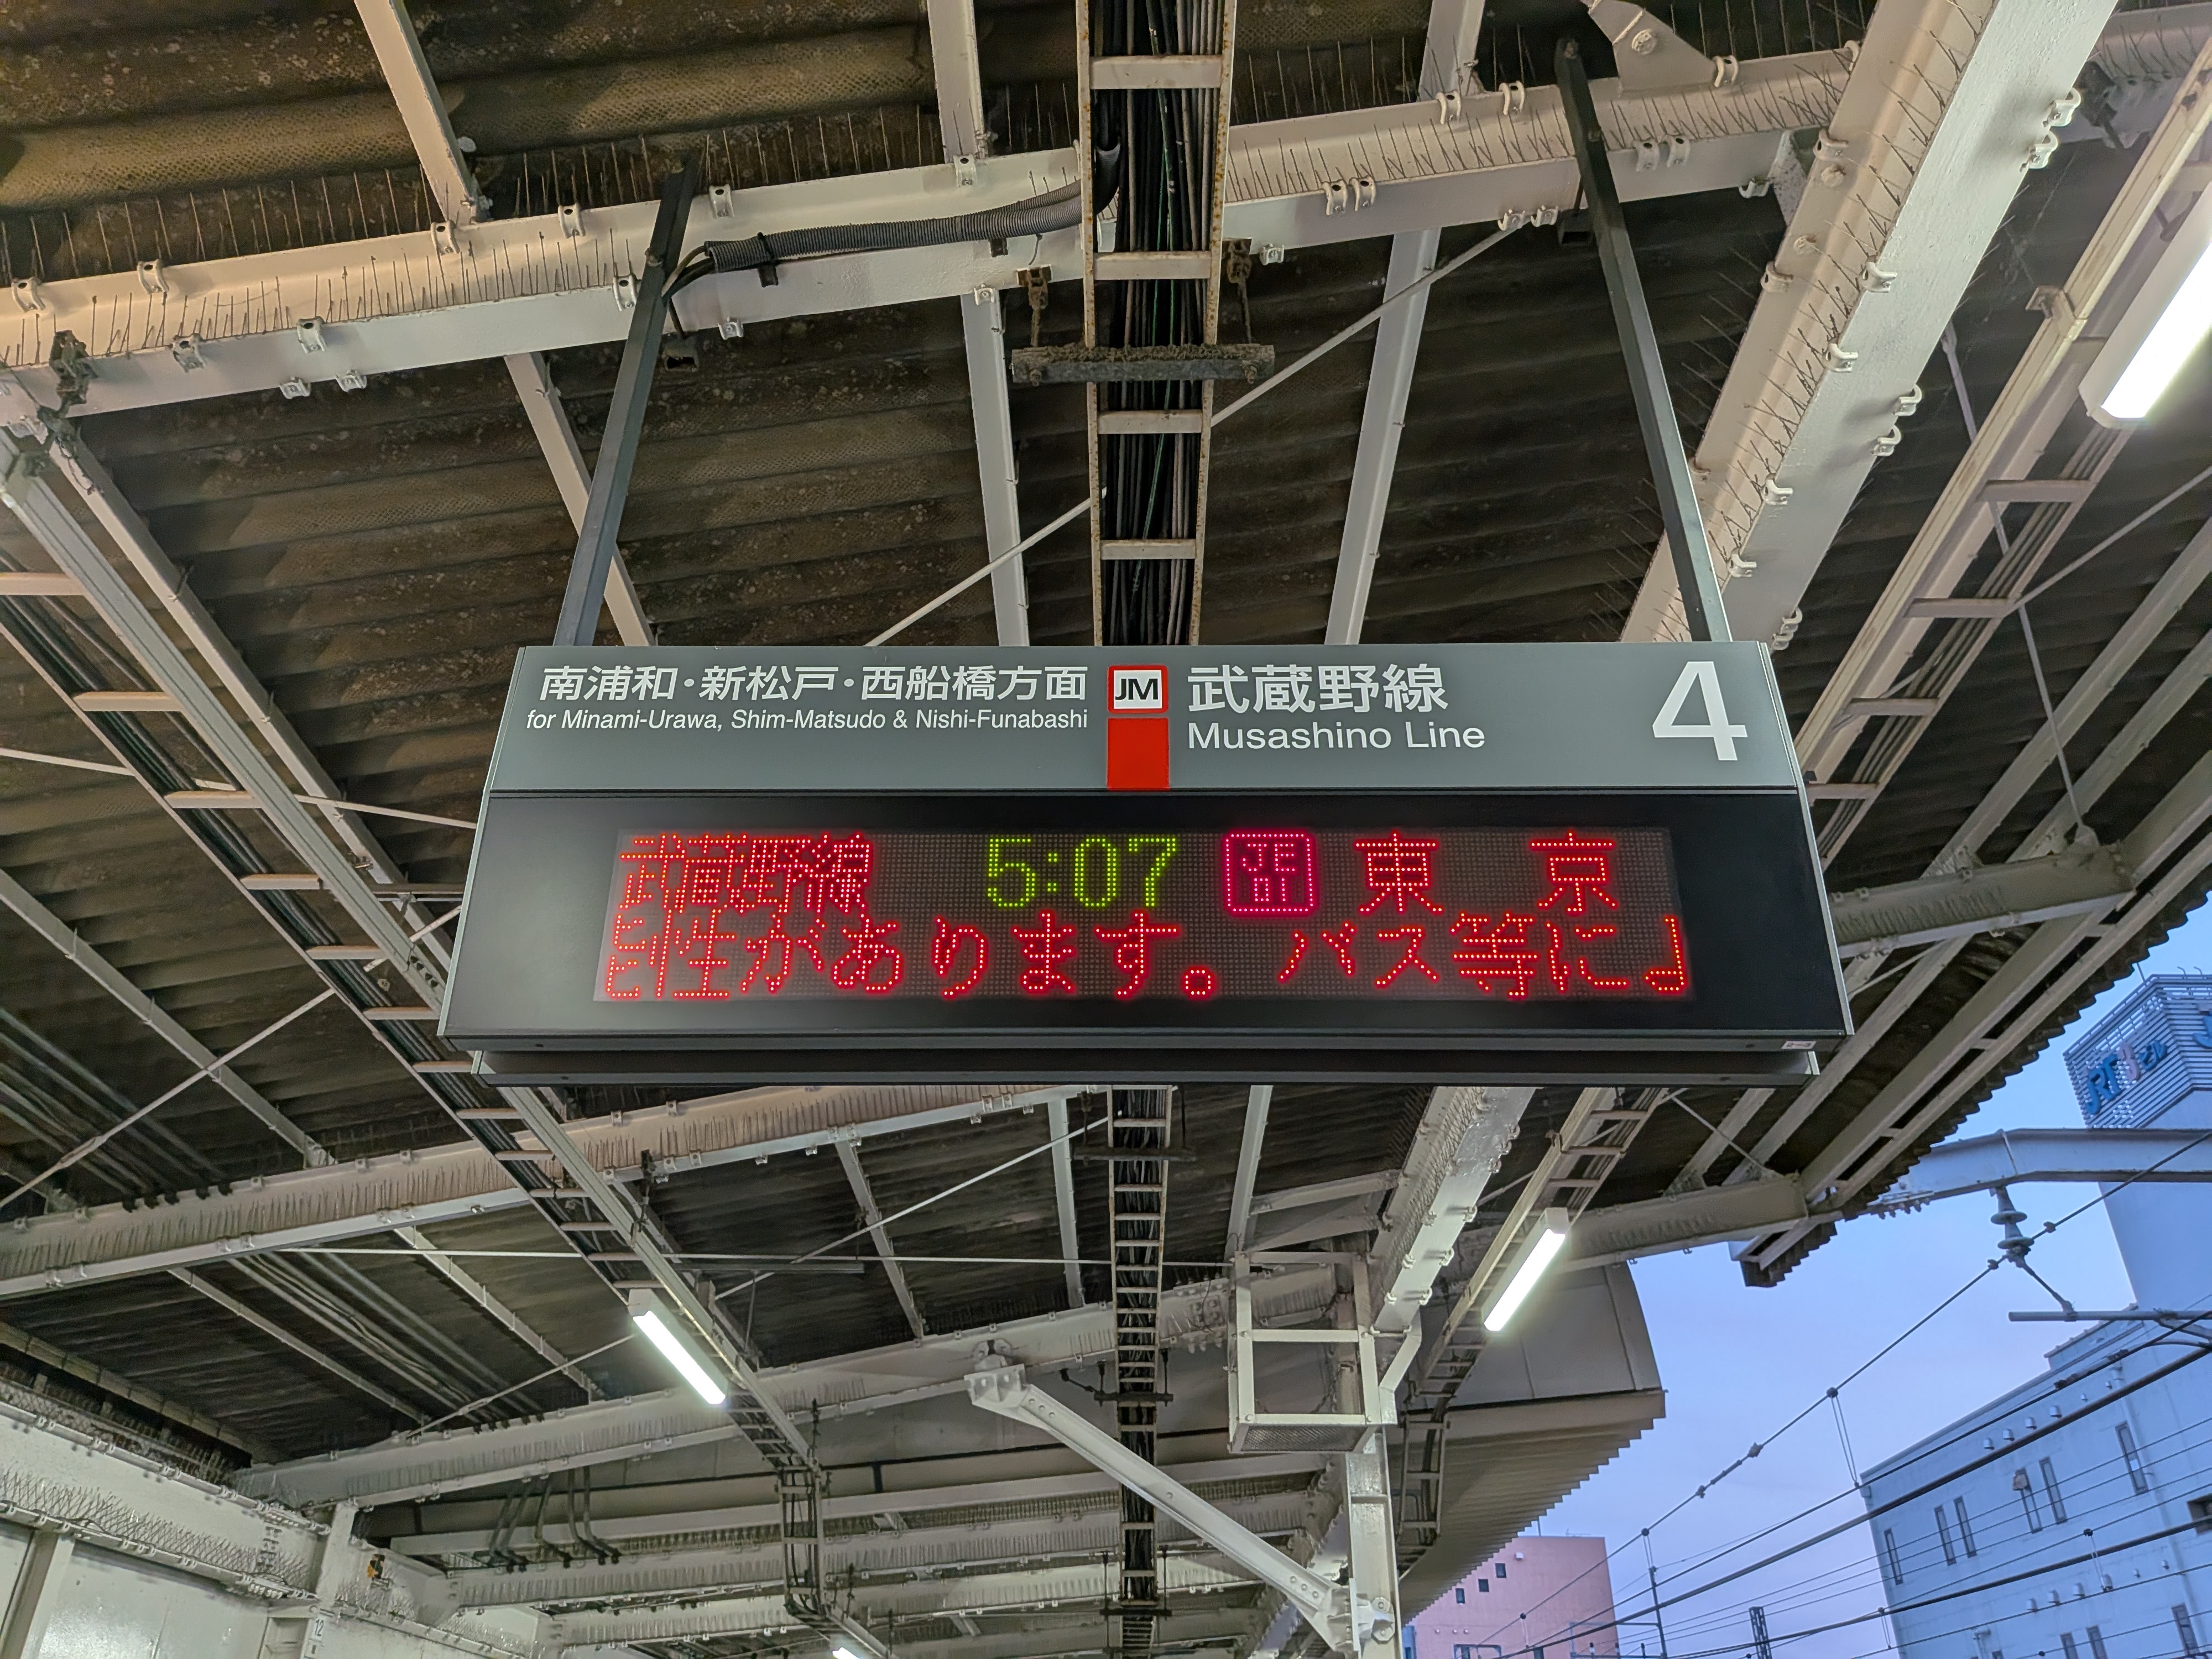 南浦和・新松戸・西船橋方面
for Minami-Urawa, Shim-Matsudo & Nishi-Funabashi
JM
武蔵野線
Musashino Line
4
武蔵野線 5:07 JE 01 東京
性があります。バス等に